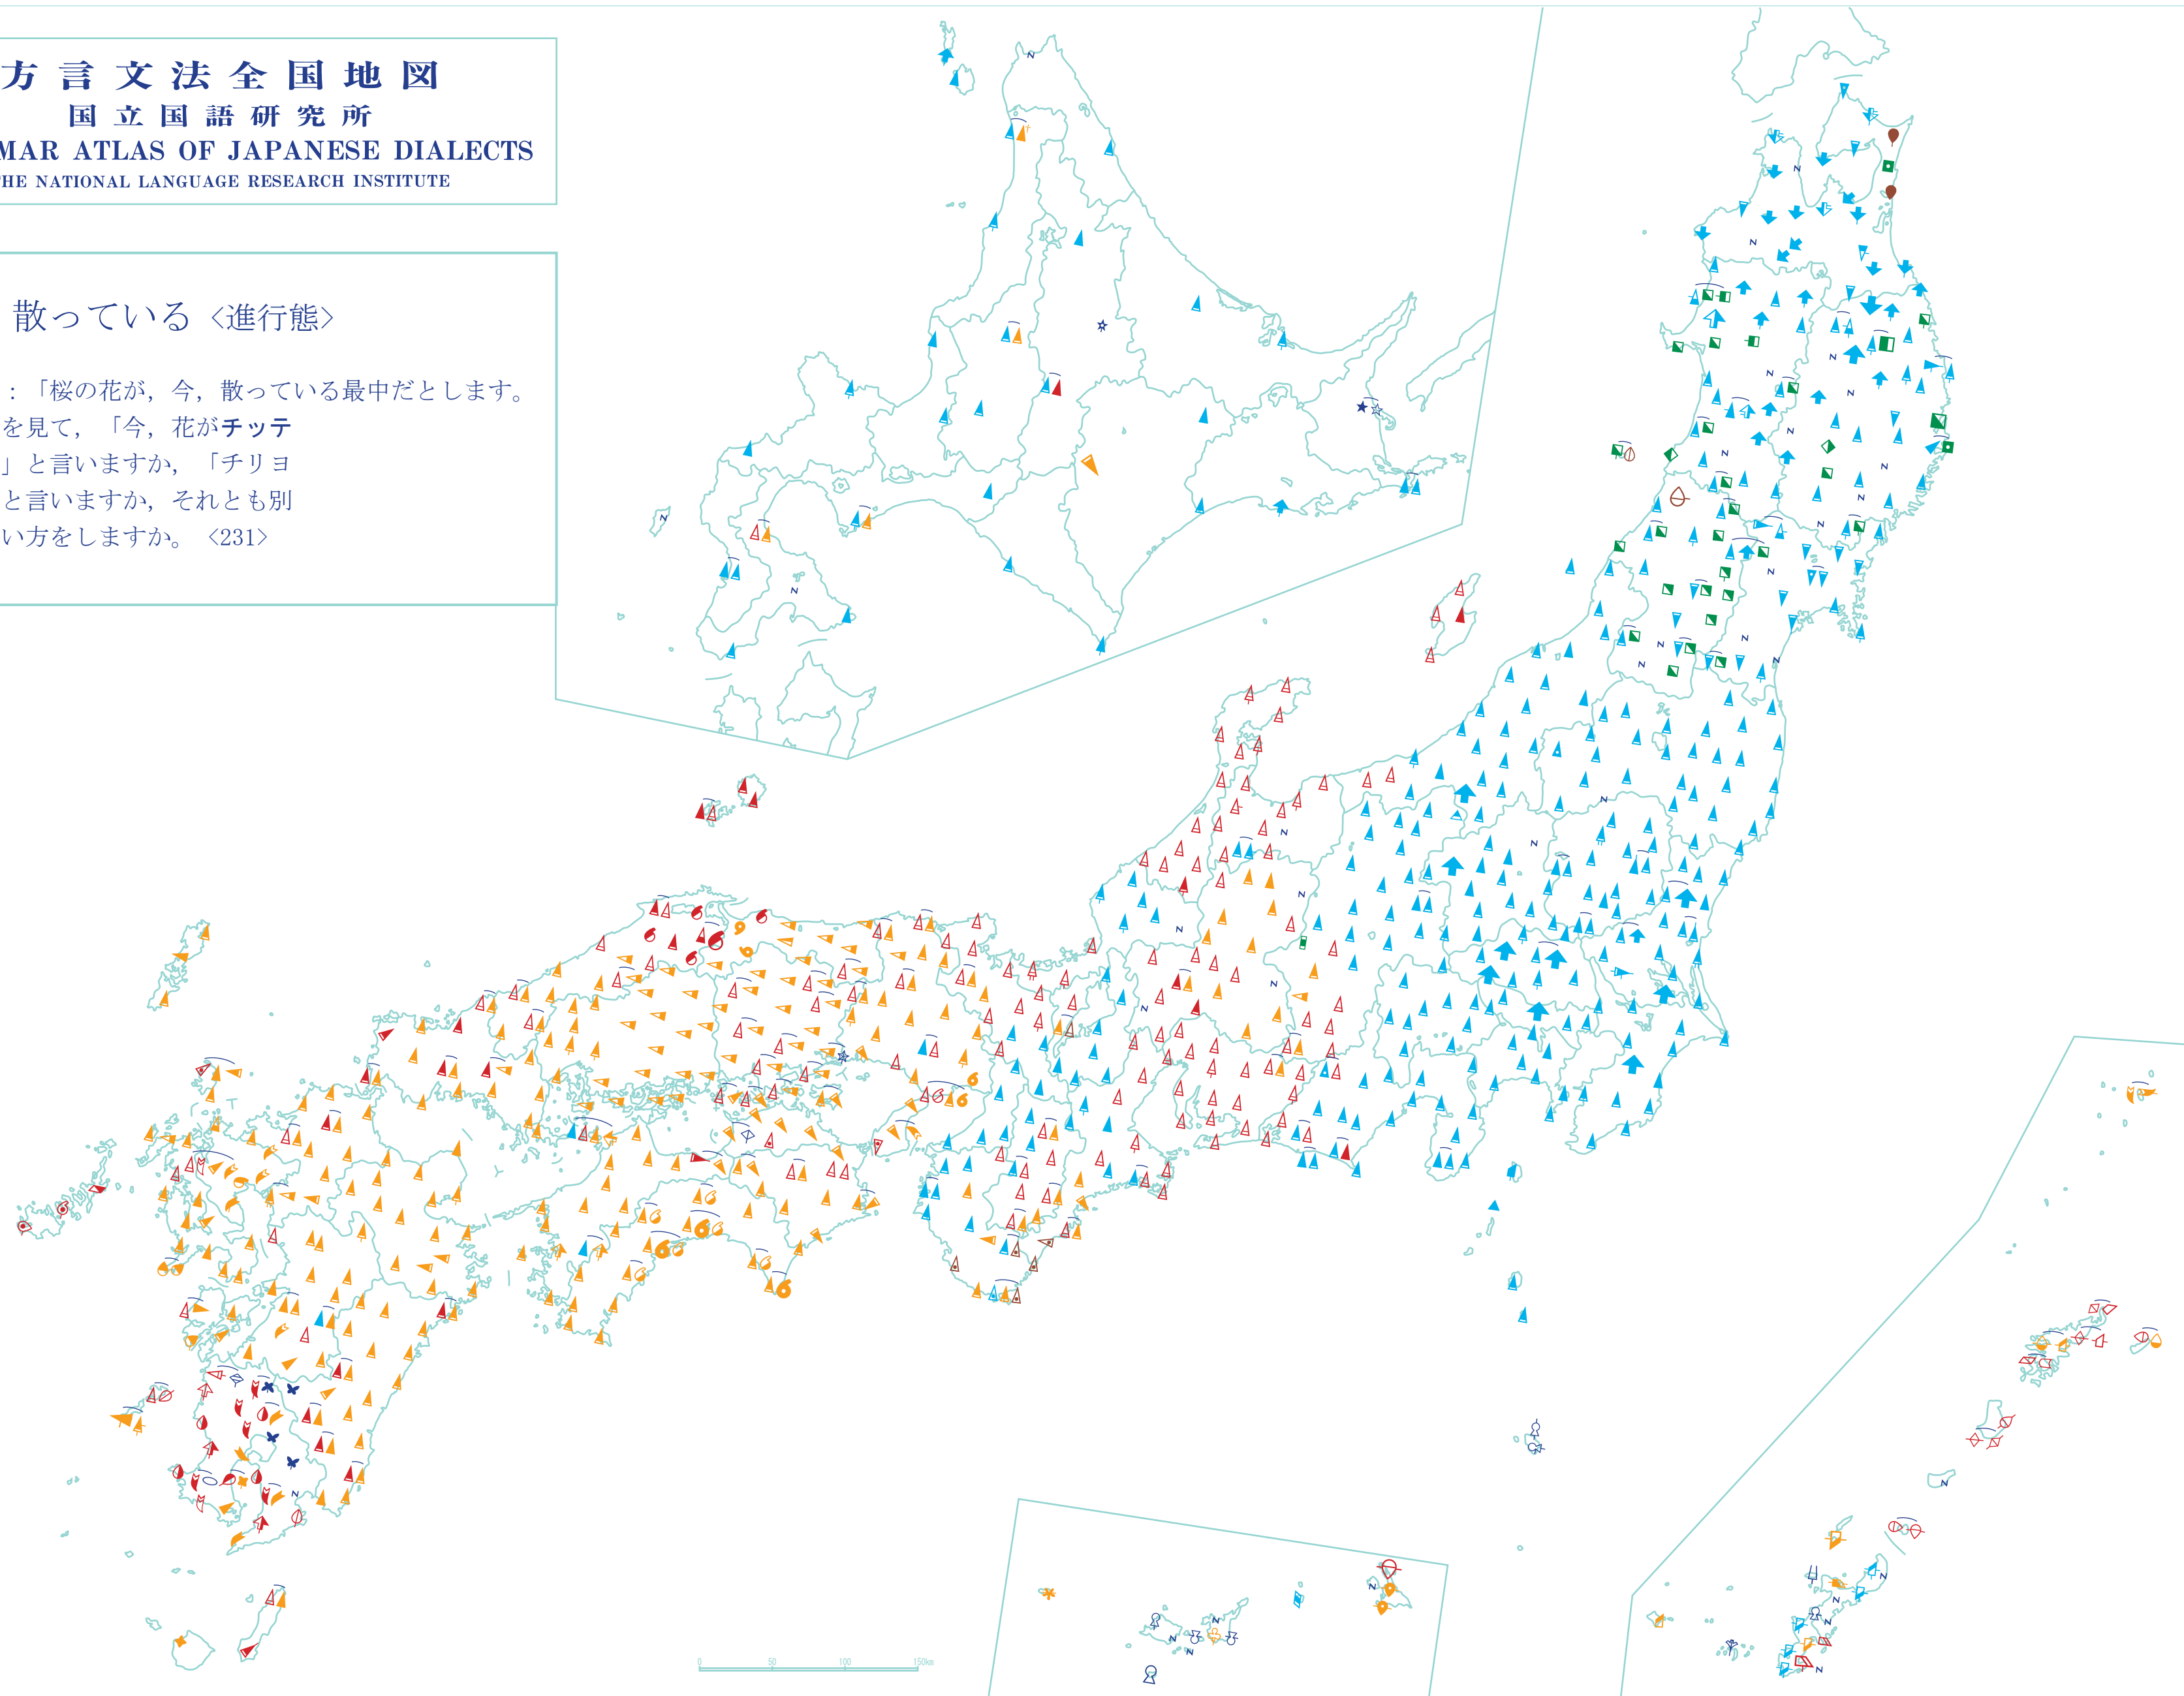 方言文法全国地図
国立国語研究所
MAR ATLAS OF JAPANESE DIALECTS
HE NATIONAL LANGUAGE RESEARCH INSTITUTE
散っている〈進行態〉
:「桜の花が，今，散っている最中だとします。
を見て，「今，花がチッテ
」と言いますか，「チリヨ
と言いますか，それとも別
い方をしますか。〈231〉
0 50 100 150km